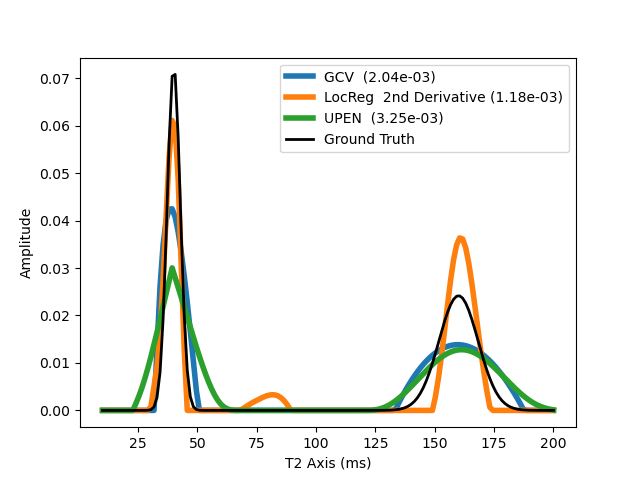 GCV (2.04e-03)
LocReg 2nd Derivative (1.18e-03)
UPEN (3.25e-03)
Ground Truth
0.07
0.06
0.05
0.04
0.03
0.02
0.01
0.00
Amplitude
25 50 75 100 125 150 175 200
T2 Axis (ms)